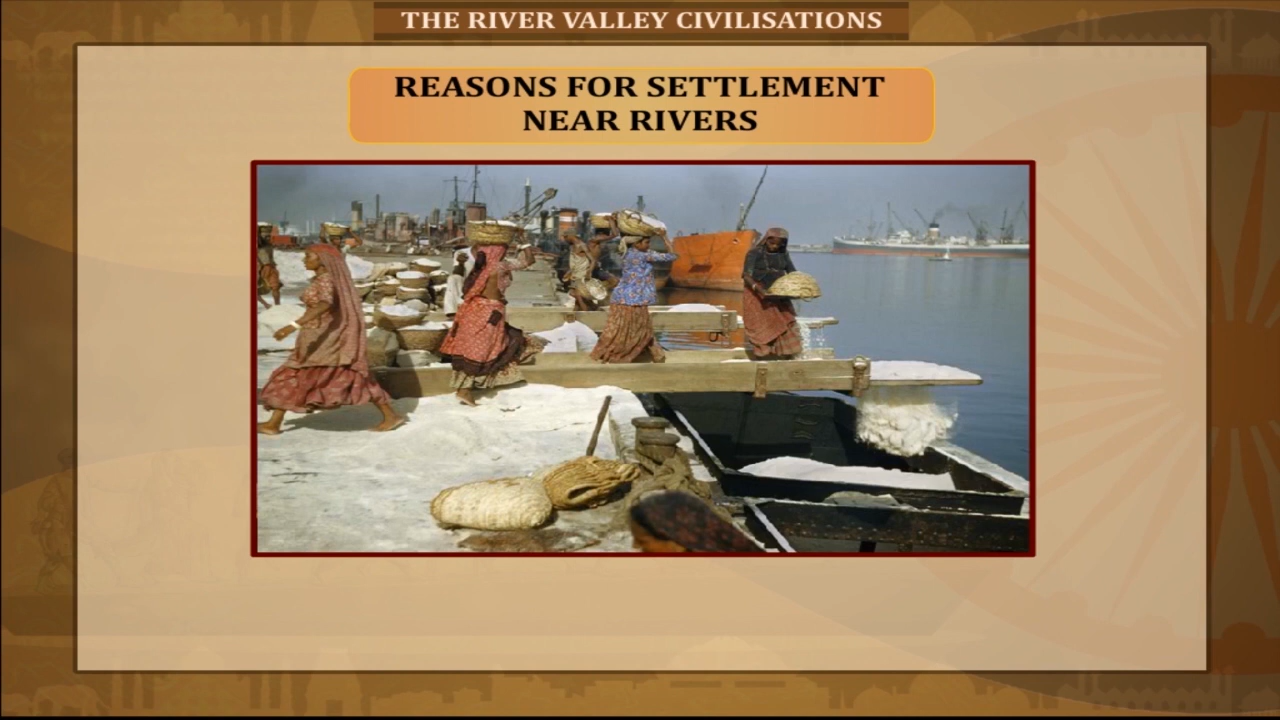 THE RIVER VALLEY CIVILISATIONS
REASONS FOR SETTLEMENT
NEAR RIVERS